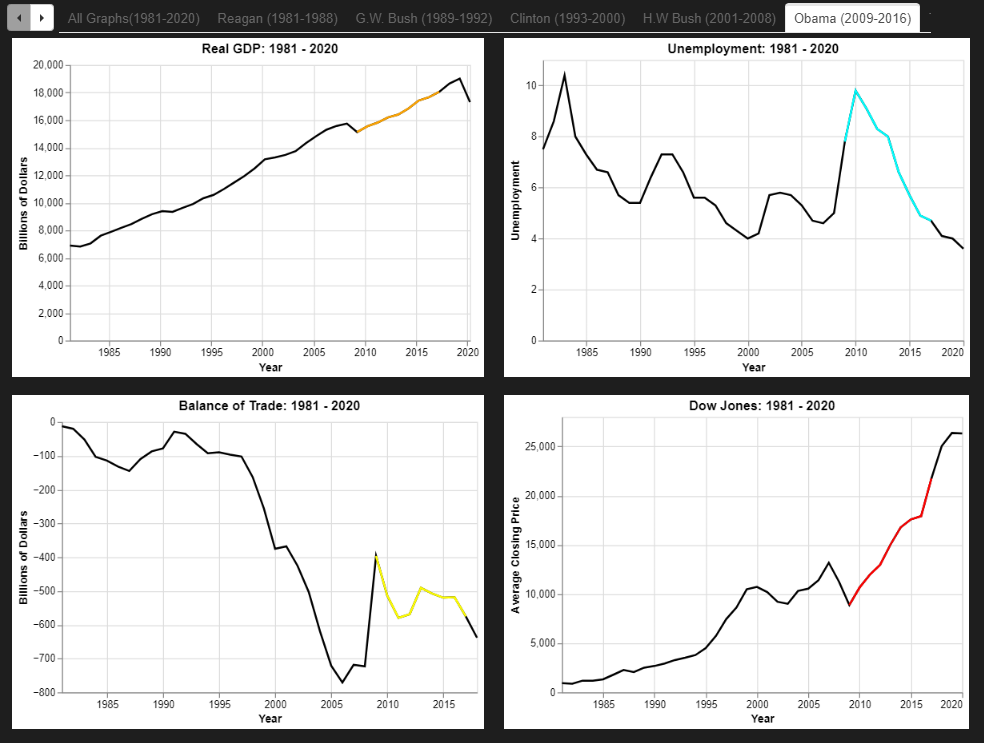 All Graphs(1981-2020) Reagan (1981-1988) G.W. Bush (1989-1992) Clinton (1993-2000) H.W Bush (2001-2008) Obama (2009-2016)
Real GDP: 1981 - 2020
Billions of Dollars
20,000
18,000
16,000
14,000
12,000
10,000
8,000
6,000
4,000
2,000
0
1985 1990 1995 2000 2005 2010 2015 2020
Year
Unemployment: 1981 - 2020
Unemployment
10
8
6
4
2
0
1985 1990 1995 2000 2005 2010 2015 2020
Year
Balance of Trade: 1981 - 2020
Billions of Dollars
0
−100
−200
−300
−400
−500
−600
−700
−800
1985 1990 1995 2000 2005 2010 2015
Year
Dow Jones: 1981 - 2020
Average Closing Price
25,000
20,000
15,000
10,000
5,000
0
1985 1990 1995 2000 2005 2010 2015 2020
Year